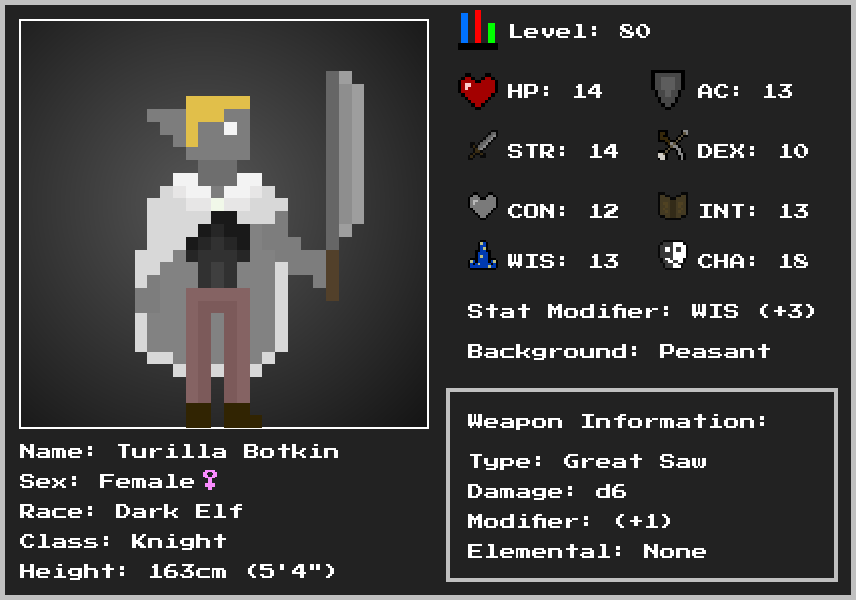 Level: 80
HP: 14
AC: 13
STR: 14
DEX: 10
CON: 12
INT: 13
WIS: 13
CHA: 18
Stat Modifier: WIS (+3)
Background: Peasant
Weapon Information:
Type: Great Saw
Damage: d6
Modifier: (+1)
Elemental: None
Name: Turilla Botkin
Sex: Female♀
Race: Dark Elf
Class: Knight
Height: 163cm (5'4")